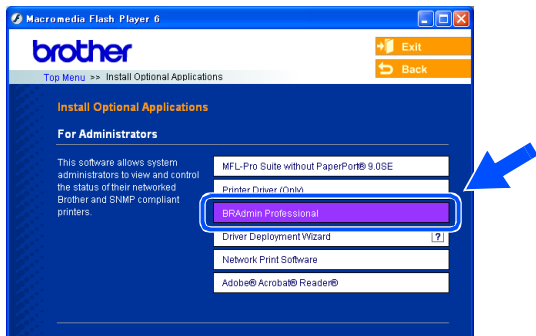 Macromedia Flash Player 6
brother
Exit
Top Menu >> Install Optional Applications
Back
Install Optional Applications
For Administrators
This software allows system
administrators to view and control
the status of their networked
Brother and SNMP compliant
printers.
MFL-Pro Suite without PaperPort® 9.0SE
Printer Driver (Only)
BRAdmin Professional
Driver Deployment Wizard ?
Network Print Software
Adobe® Acrobat® Reader®